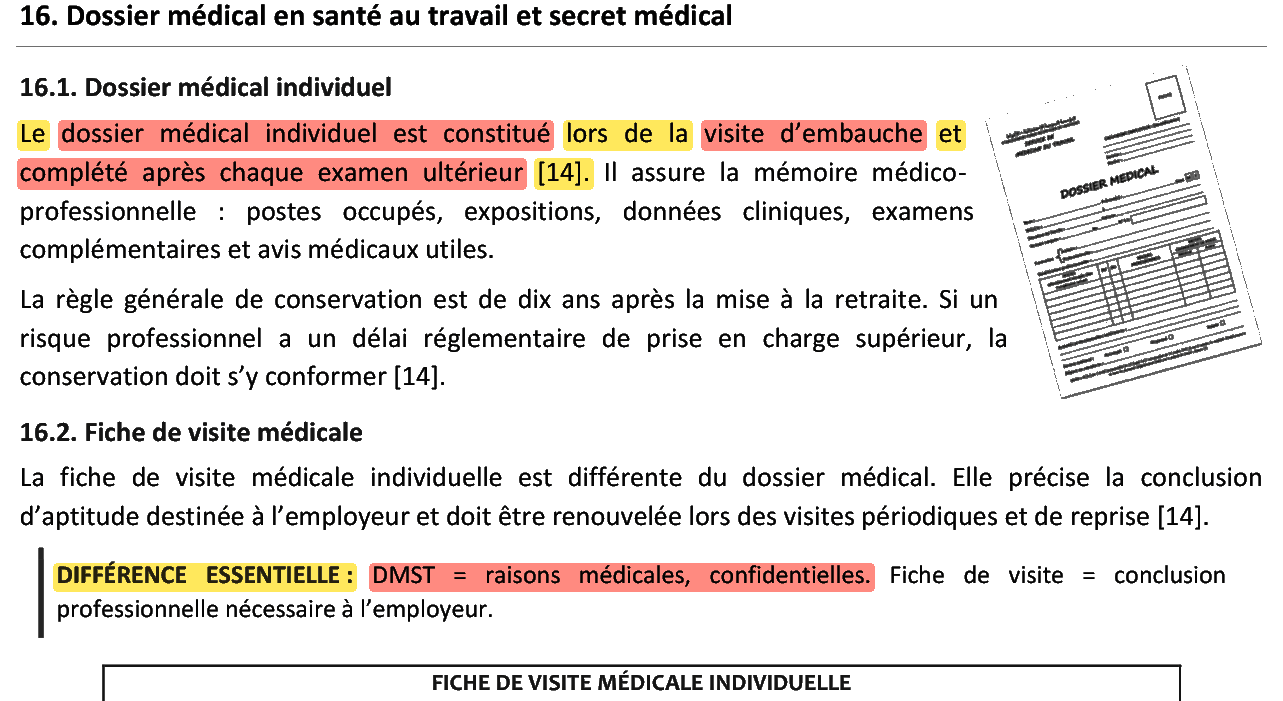 16. Dossier médical en santé au travail et secret médical
16.1. Dossier médical individuel
Le dossier médical individuel est constitué lors de la visite d’embauche et
complété après chaque examen ultérieur [14]. Il assure la mémoire médico-
professionnelle : postes occupés, expositions, données cliniques, examens
complémentaires et avis médicaux utiles.
DOSSIER MEDICAL
La règle générale de conservation est de dix ans après la mise à la retraite. Si un
risque professionnel a un délai réglementaire de prise en charge supérieur, la
conservation doit s’y conformer [14].
16.2. Fiche de visite médicale
La fiche de visite médicale individuelle est différente du dossier médical. Elle précise la conclusion
d’aptitude destinée à l’employeur et doit être renouvelée lors des visites périodiques et de reprise [14].
DIFFÉRENCE ESSENTIELLE : DMST = raisons médicales, confidentielles. Fiche de visite = conclusion
professionnelle nécessaire à l’employeur.
FICHE DE VISITE MÉDICALE INDIVIDUELLE